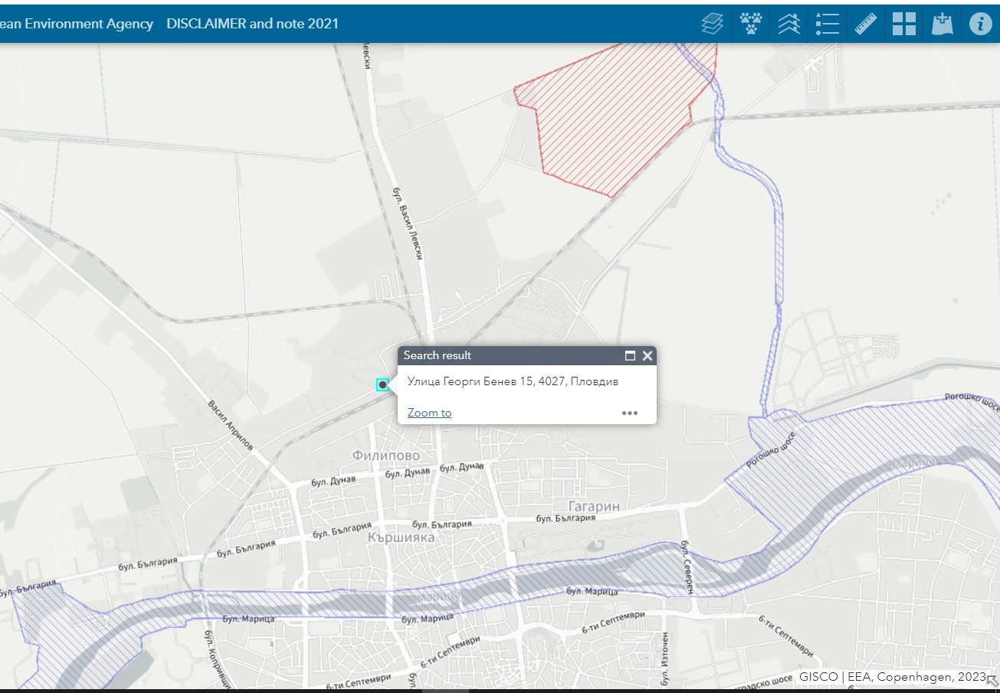 ean Environment Agency DISCLAIMER and note 2021
левски
бул. Васил Левски
Search result
Улица Георги Бенев 15, 4027, Пловдив
Zoom to
Рогошко шосе
Васил Априлов
Рогошко шосе
Филипово
Марица
бул. Дунав
бул. Дунав
бул. Дунав
Гагарин
бул. България
бул. България
бул. България
Кършияка
бул. България
бул. България
бул. Северен
бул. България
Марица
бул. Марица
бул. Марица
бул. Марица
6-ти Септември
6-ти Септември
бул. Копривщи
6-ти Септември
бул. Източен
6-ти Септември
бул.
градско шосе
GISCO | EEA, Copenhagen, 2023